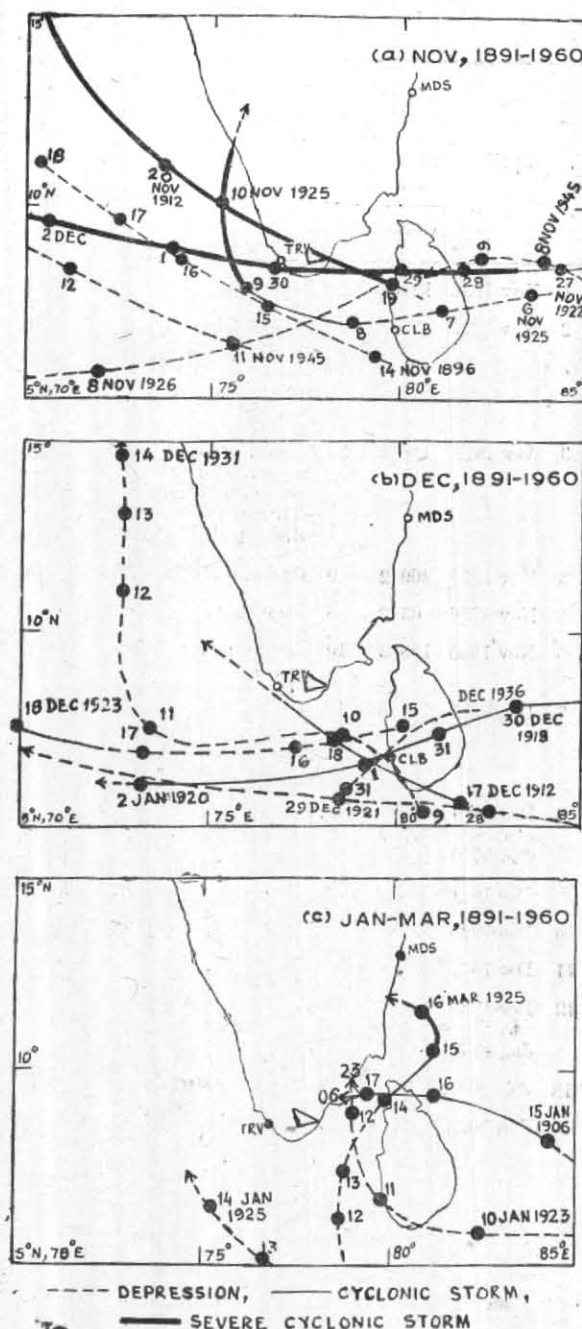 15°
(a) NOV, 1891-1960
MDS
18
2
NOV
1912
10°N
17
10 NOV 1925
2 DEC
8 NOV 1945
1
16
TRV
30
9
12
9
29
28
27
NOV
1922
19
15
8
7
6
NOV
1925
CLB
11 NOV 1945
14 NOV 1896
8 NOV 1926
5°N, 70°E
75°
80°E
85°
15°
14 DEC 1931
(b) DEC, 1891-1960
13
MDS
12
10°N
TRV
DEC 1936
18 DEC 1523
11
10
15
30 DEC
1919
17
16
18
31
CLB
2 JAN 1920
31
29 DEC 1921
17 DEC 1912
28
9
5°N, 70°E
75°E
80°
85°
15°N
(c) JAN-MAR, 1891-1960
MDS
16 MAR 1925
15
10°N
23
06
17
16
12
14
15 JAN
1906
TRV
13
11
14 JAN
1925
12
10 JAN 1923
13
5°N, 70°E
75°E
80°E
85°E
---- DEPRESSION, —— CYCLONIC STORM,
—— SEVERE CYCLONIC STORM